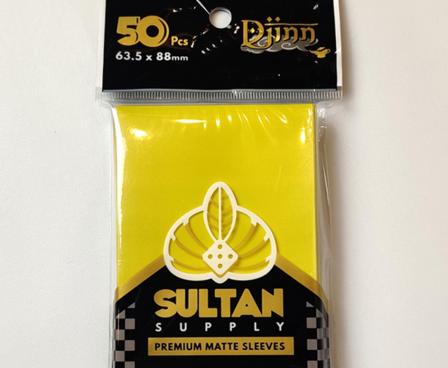 50 Pcs
Djinn
63.5 x 88mm
SULTAN
SUPPLY
PREMIUM MATTE SLEEVES